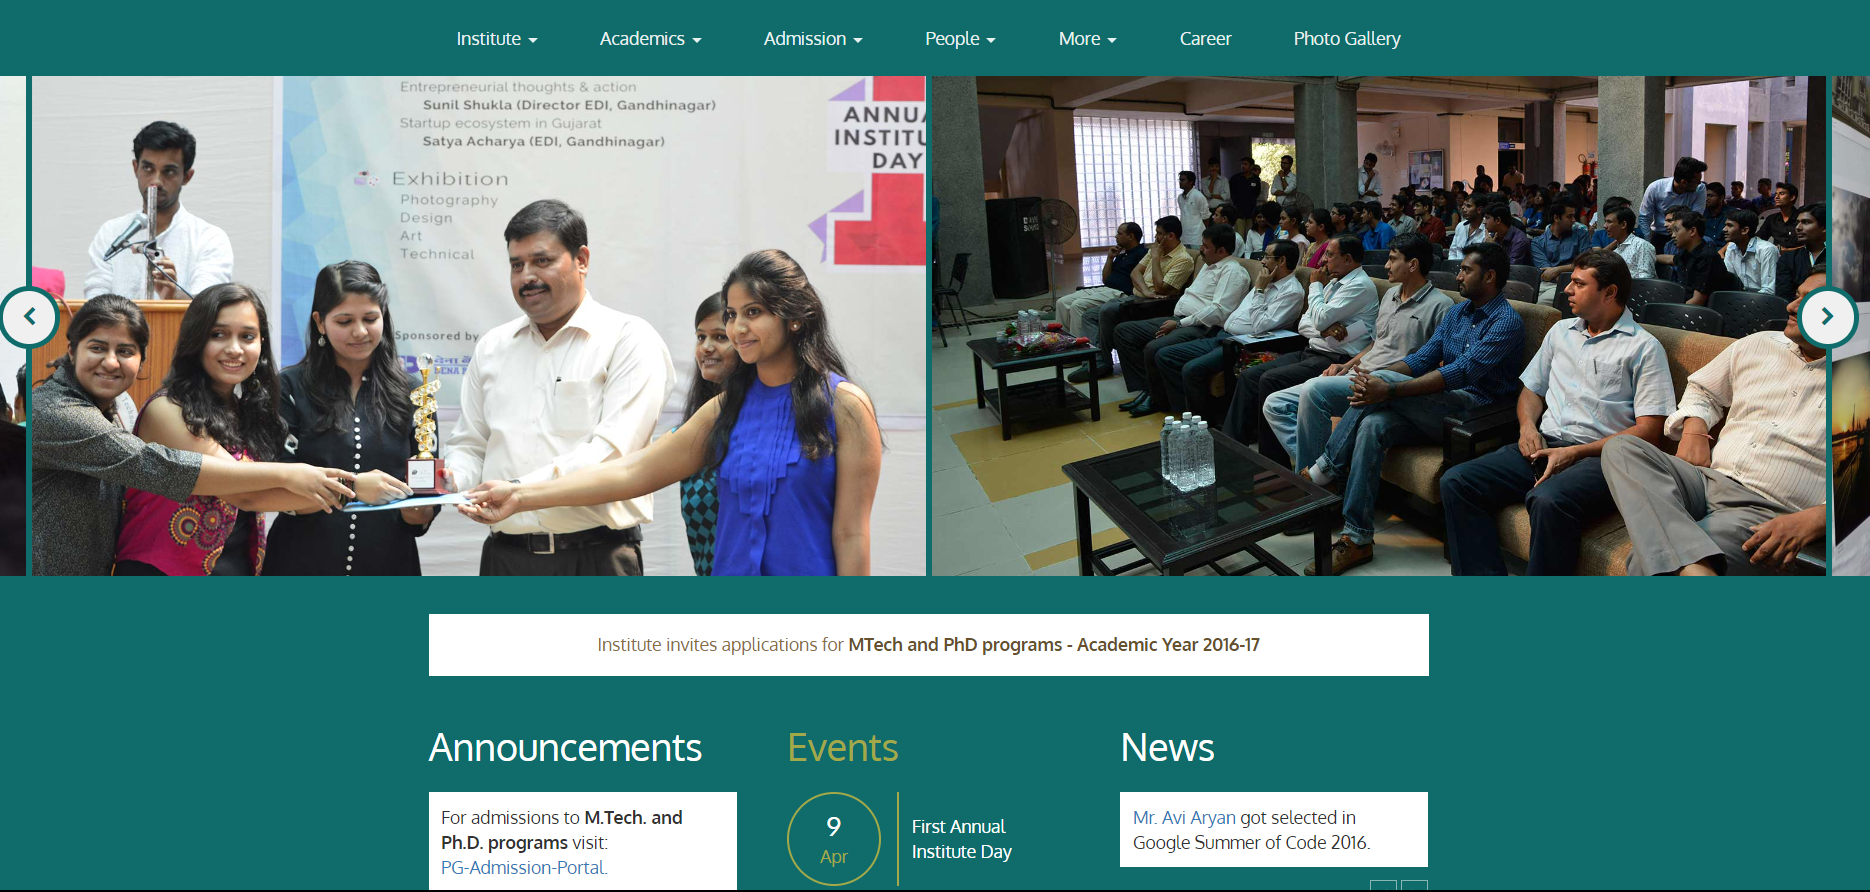 Institute
Academics
Admission
People
More
Career
Photo Gallery
Entrepreneurial thoughts & action
Sunil Shukla (Director EDI, Gandhinagar)
Startup ecosystem in Gujarat
Satya Acharya (EDI, Gandhinagar)
Exhibition
Photography
Design
Art
Technical
Sponsored by
ANNUA
INSTITU
DAY
Institute invites applications for MTech and PhD programs - Academic Year 2016-17
Announcements
For admissions to M.Tech. and
Ph.D. programs visit:
PG-Admission-Portal.
Events
9
Apr
First Annual
Institute Day
News
Mr. Avi Aryan got selected in
Google Summer of Code 2016.